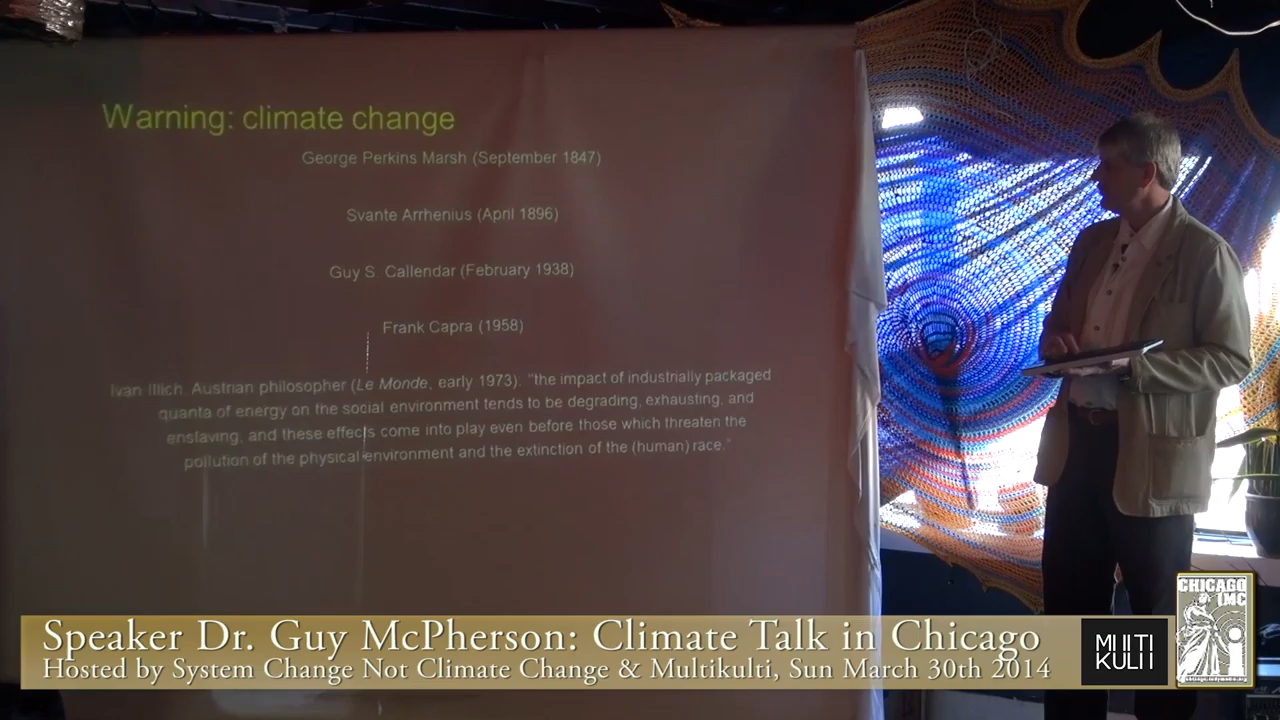 Warning: climate change
George Perkins Marsh (September 1847)
Svante Arrhenius (April 1896)
Guy S. Callendar (February 1938)
Frank Capra (1958)
Ivan Illich, Austrian philosopher (Le Monde, early 1973), "the impact of industrially packaged
quanta of energy on the social environment tends to be degrading, exhausting, and
enslaving, and these effects come into play even before those which threaten the
pollution of the physical environment and the extinction of the (human) race."
Speaker Dr. Guy McPherson: Climate Talk in Chicago
Hosted by System Change Not Climate Change & Multikulti, Sun March 30th 2014
MULTI
KULTI
CHICAGO
IMC
chicago.indymedia.org